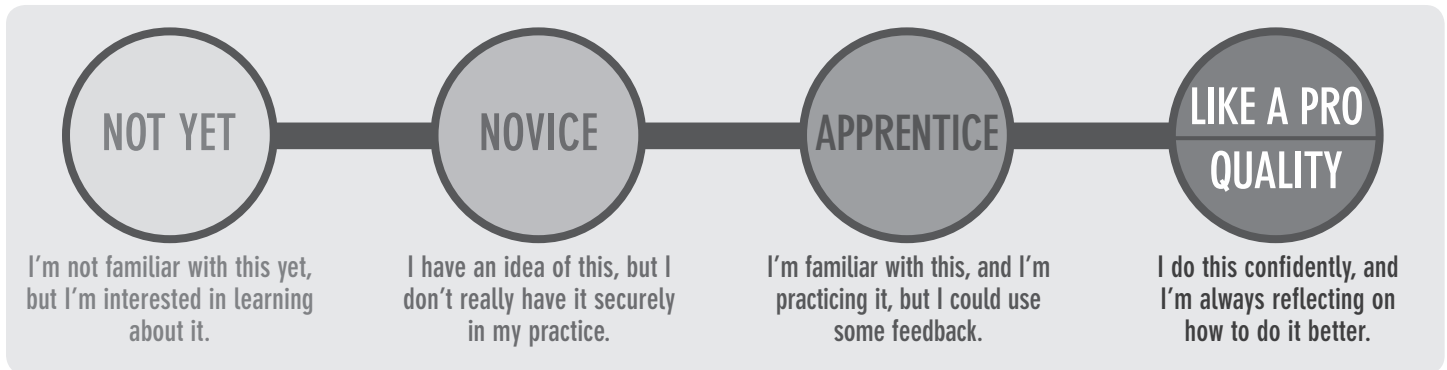 NOT YET
NOVICE
APPRENTICE
LIKE A PRO
QUALITY
I’m not familiar with this yet,
but I’m interested in learning
about it.
I have an idea of this, but I
don’t really have it securely
in my practice.
I’m familiar with this, and I’m
practicing it, but I could use
some feedback.
I do this confidently, and
I’m always reflecting on
how to do it better.